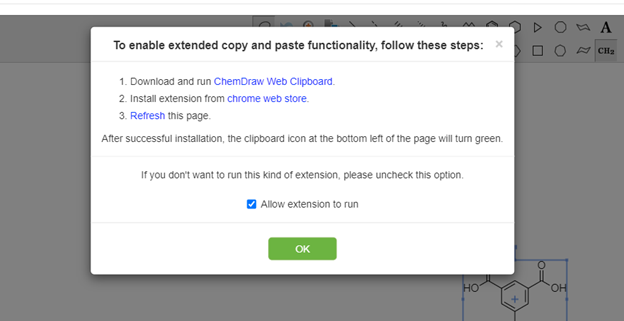 A
To enable extended copy and paste functionality, follow these steps: ×
CH2
1. Download and run ChemDraw Web Clipboard.
2. Install extension from chrome web store.
3. Refresh this page.
After successful installation, the clipboard icon at the bottom left of the page will turn green.
If you don't want to run this kind of extension, please uncheck this option.
Allow extension to run
OK
O
HO OH